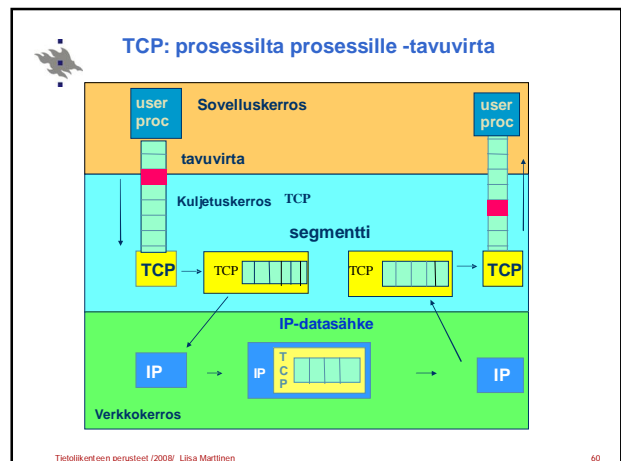 TCP: prosessilta prosessille -tavuvirta
user
proc
Sovelluskerros
user
proc
tavuvirta
Kuljetuskerros TCP
segmentti
TCP
TCP
TCP
TCP
IP-datasähke
IP
IP
T
C
P
IP
Verkkokerros
Tietoliikenteen perusteet /2008/ Liisa Marttinen
60